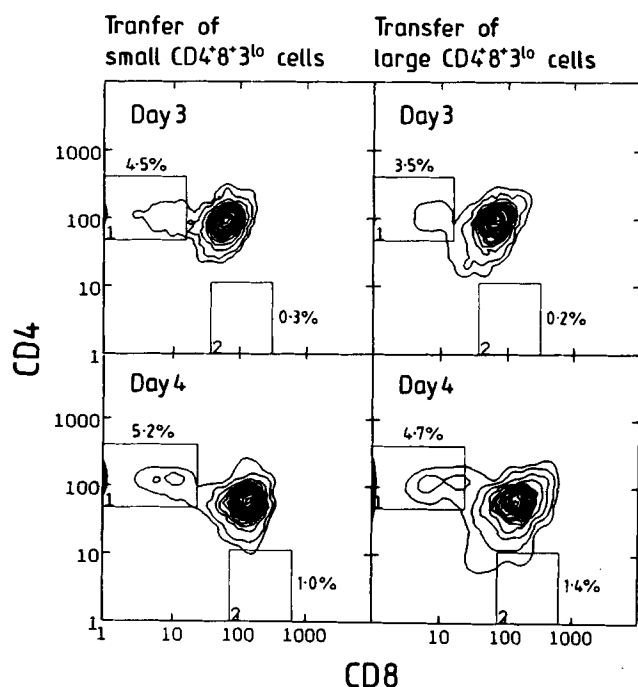 Tranfer of
small CD4⁺8⁺3ˡᵒ cells
Transfer of
large CD4⁺8⁺3ˡᵒ cells
Day 3
Day 3
1000
100
10
1
4·5%
1
0·3%
2
3·5%
1
0·2%
2
CD4
Day 4
Day 4
1000
100
10
1
5·2%
1
1·0%
2
4·7%
1
1·4%
2
1 10 100 1000
10 100 1000
CD8